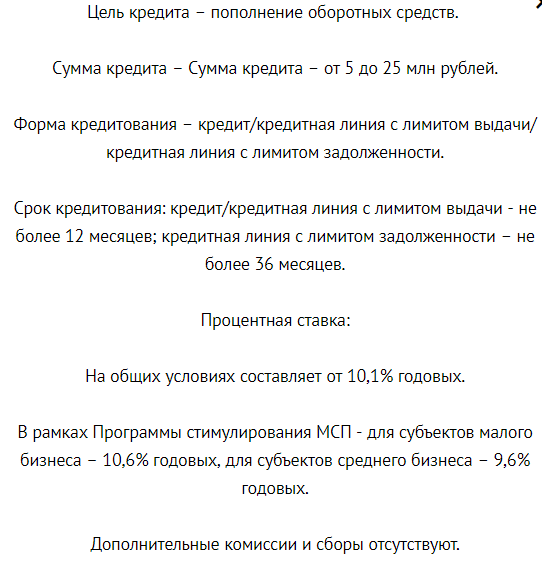 Цель кредита – пополнение оборотных средств.
Сумма кредита – Сумма кредита – от 5 до 25 млн рублей.
Форма кредитования – кредит/кредитная линия с лимитом выдачи/
кредитная линия с лимитом задолженности.
Срок кредитования: кредит/кредитная линия с лимитом выдачи - не
более 12 месяцев; кредитная линия с лимитом задолженности – не
более 36 месяцев.
Процентная ставка:
На общих условиях составляет от 10,1% годовых.
В рамках Программы стимулирования МСП - для субъектов малого
бизнеса – 10,6% годовых, для субъектов среднего бизнеса – 9,6%
годовых.
Дополнительные комиссии и сборы отсутствуют.